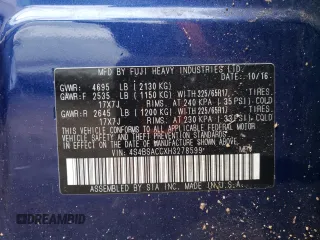 MFD. BY FUJI HEAVY INDUSTRIES LTD.
DATE: 10/16
GVWR: 4695 LB (2130 KG)
GAWR:F 2535 LB (1150 KG) WITH 225/65R17, TIRES,
17X7J RIMS, AT 240 KPA (35 PSI) COLD
GAWR:R 2645 LB (1200 KG) WITH 225/65R17, TIRES,
17X7J RIMS, AT 230 KPA (33 PSI) COLD
THIS VEHICLE CONFORMS TO ALL APPLICABLE FEDERAL MOTOR
VEHICLE SAFETY BUMPER, AND THEFT PREVENTION
STANDARDS IN EFFECT ON THE DATE OF MANUFACTURE
SHOWN ABOVE.
VIN: 4S4BSACCXH3278599
ASSEMBLED BY SIA, INC. MADE IN U.S.A.
DREAMBID